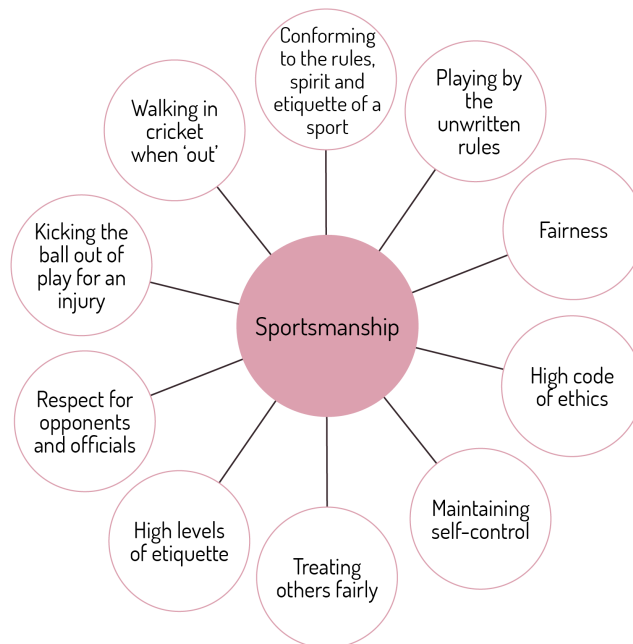 Conforming
to the rules,
spirit and
etiquette of a
sport
Playing by
the
unwritten
rules
Fairness
High code
of ethics
Maintaining
self-control
Treating
others fairly
High levels
of etiquette
Respect for
opponents
and officials
Kicking the
ball out of
play for an
injury
Walking in
cricket
when ‘out’
Sportsmanship